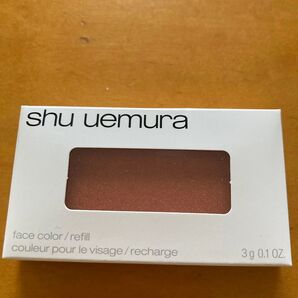 shu uemura
face color / refill
couleur pour le visage / recharge
3 g 0.1 OZ.